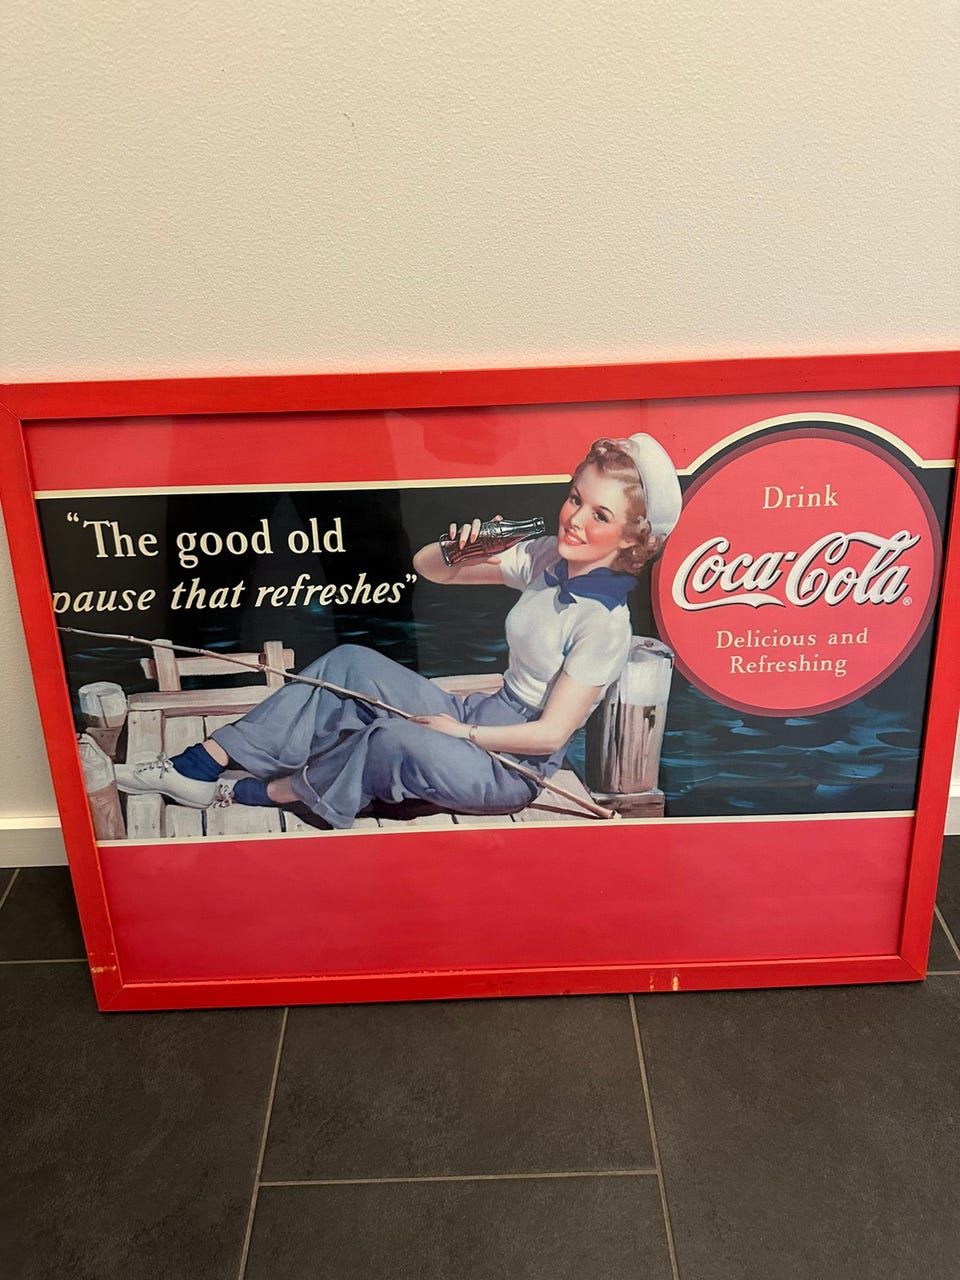 “The good old
pause that refreshes”
Drink
Coca-Cola®
Delicious and
Refreshing